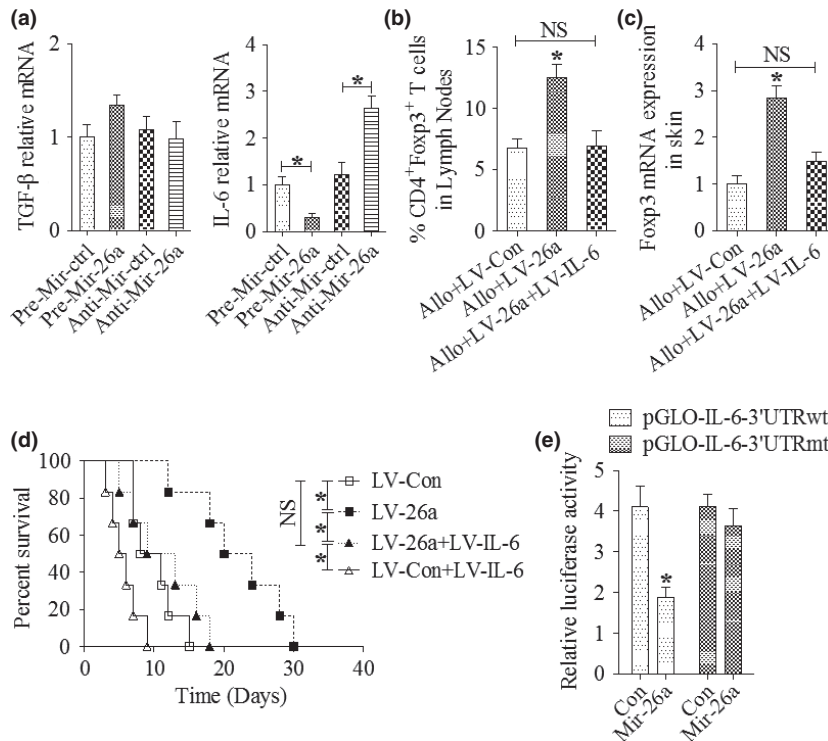 (a)
TGF-β relative mRNA
2
1
0
Pre-Mir-ctrl
Pre-Mir-26a
Anti-Mir-ctrl
Anti-Mir-26a
IL-6 relative mRNA
3
2
1
0
*
*
Pre-Mir-ctrl
Pre-Mir-26a
Anti-Mir-ctrl
Anti-Mir-26a
(b)
% CD4+Foxp3+ T cells
in Lymph Nodes
15
10
5
0
NS
*
Allo+LV-Con
Allo+LV-26a
Allo+LV-26a+LV-IL-6
(c)
Foxp3 mRNA expression
in skin
4
3
2
1
0
NS
*
Allo+LV-Con
Allo+LV-26a
Allo+LV-26a+LV-IL-6
(d)
Percent survival
100
80
60
40
20
0
0 10 20 30 40
Time (Days)
NS
*
*
*
LV-Con
LV-26a
LV-26a+LV-IL-6
LV-Con+LV-IL-6
(e)
pGLO-IL-6-3'UTRwt
pGLO-IL-6-3'UTRmt
Relative luciferase activity
5
4
3
2
1
0
*
Con
Mir-26a
Con
Mir-26a